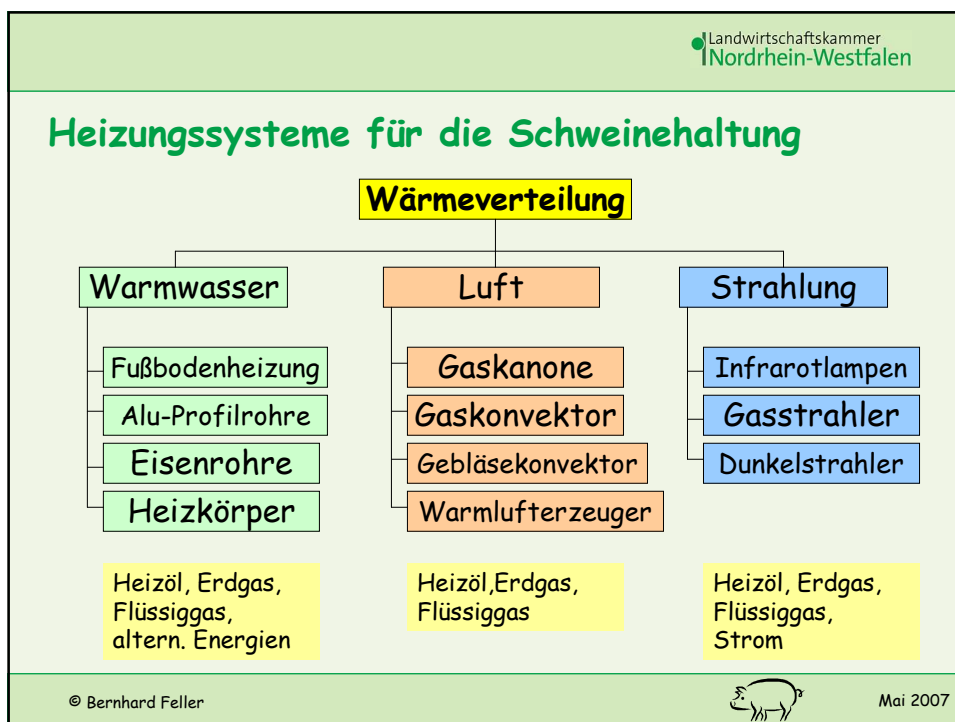 Landwirtschaftskammer
Nordrhein-Westfalen
Heizungssysteme für die Schweinehaltung
Wärmeverteilung
Warmwasser
Fußbodenheizung
Alu-Profilrohre
Eisenrohre
Heizkörper
Heizöl, Erdgas,
Flüssiggas,
altern. Energien
Luft
Gaskanone
Gaskonvektor
Gebläsekonvektor
Warmlufterzeuger
Heizöl,Erdgas,
Flüssiggas
Strahlung
Infrarotlampen
Gasstrahler
Dunkelstrahler
Heizöl, Erdgas,
Flüssiggas,
Strom
© Bernhard Feller
Mai 2007